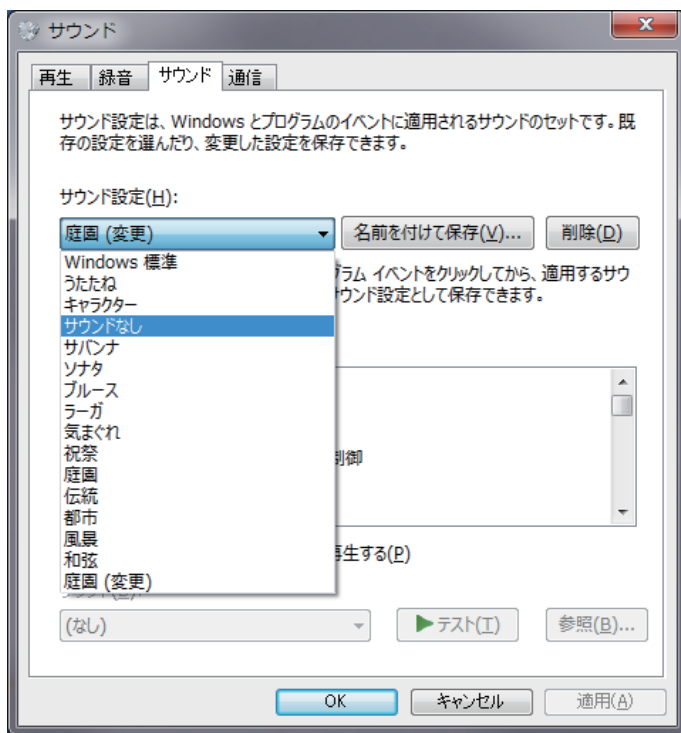 サウンド
再生 録音 サウンド 通信
サウンド設定は、Windows とプログラムのイベントに適用されるサウンドのセットです。既
存の設定を選んだり、変更した設定を保存できます。
サウンド設定(H):
庭園 (変更) 名前を付けて保存(V)... 削除(D)
Windows 標準
うたたね
キャラクター
サウンドなし
サバンナ
ソナタ
ブルース
ラーガ
気まぐれ
祝祭
庭園
伝統
都市
風景
和弦
庭園 (変更)
ラム イベントをクリックしてから、適用するサウ
ウンド設定として保存できます。
制御
再生する(P)
(なし) テスト(T) 参照(B)...
OK キャンセル 適用(A)